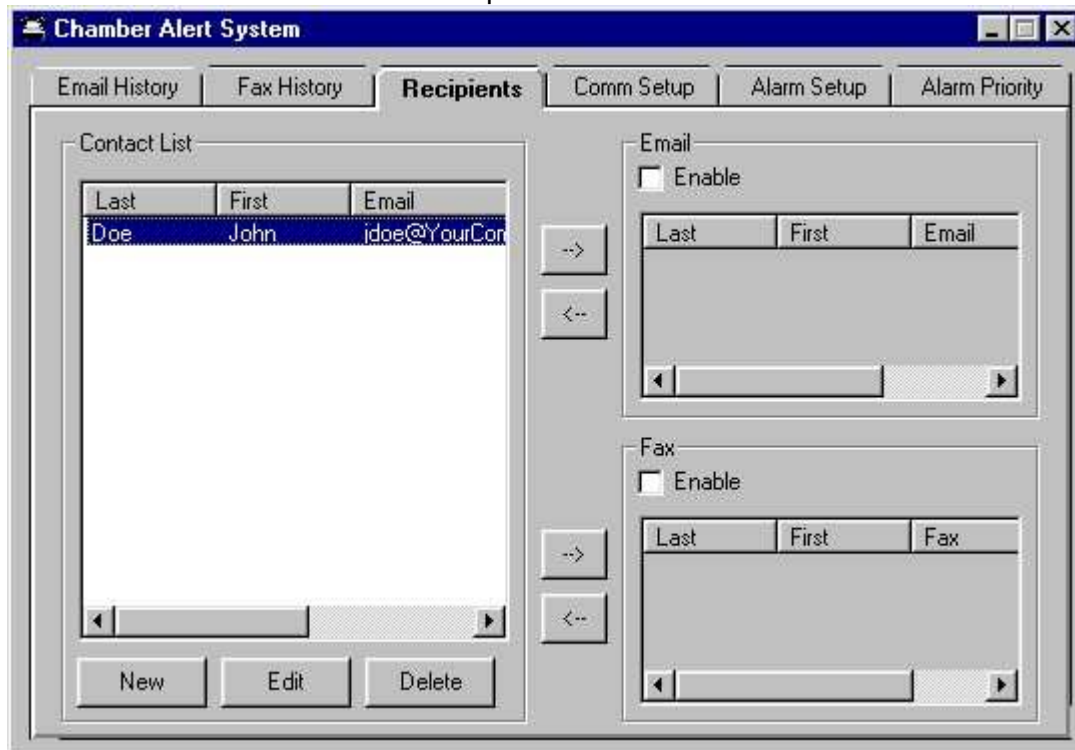 Chamber Alert System
Email History Fax History Recipients Comm Setup Alarm Setup Alarm Priority
Contact List
Last First Email
Doe John jdoe@YourCom
New Edit Delete
-->
<--
Email
Enable
Last First Email
-->
<--
Fax
Enable
Last First Fax